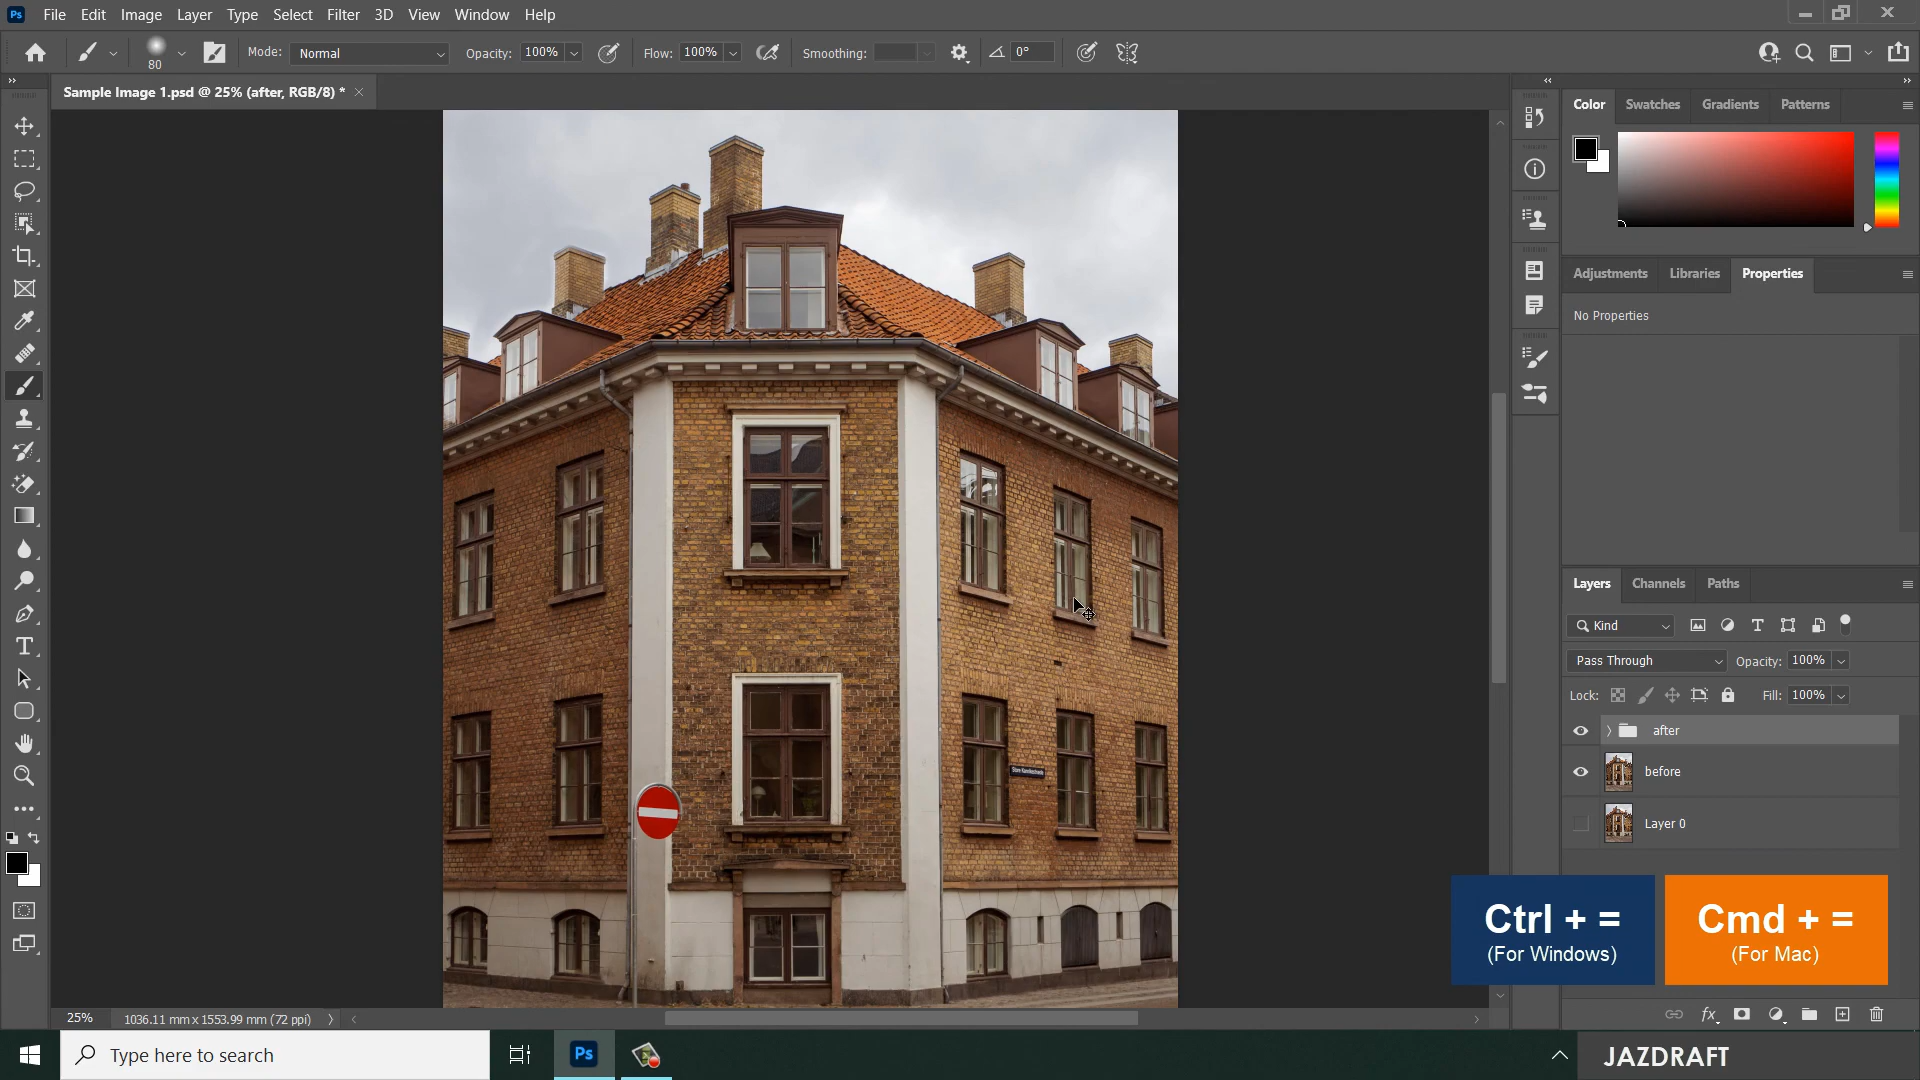 Ps File Edit Image Layer Type Select Filter 3D View Window Help
80 Mode: Normal Opacity: 100% Flow: 100% Smoothing: 0°
Sample Image 1.psd @ 25% (after, RGB/8) *
Color Swatches Gradients Patterns
Adjustments Libraries Properties
No Properties
Layers Channels Paths
Kind
Pass Through Opacity: 100%
Lock: Fill: 100%
after
before
Layer 0
Ctrl + =
(For Windows)
Cmd + =
(For Mac)
25% 1036.11 mm x 1553.99 mm (72 ppi)
Type here to search
Ps
JAZDRAFT